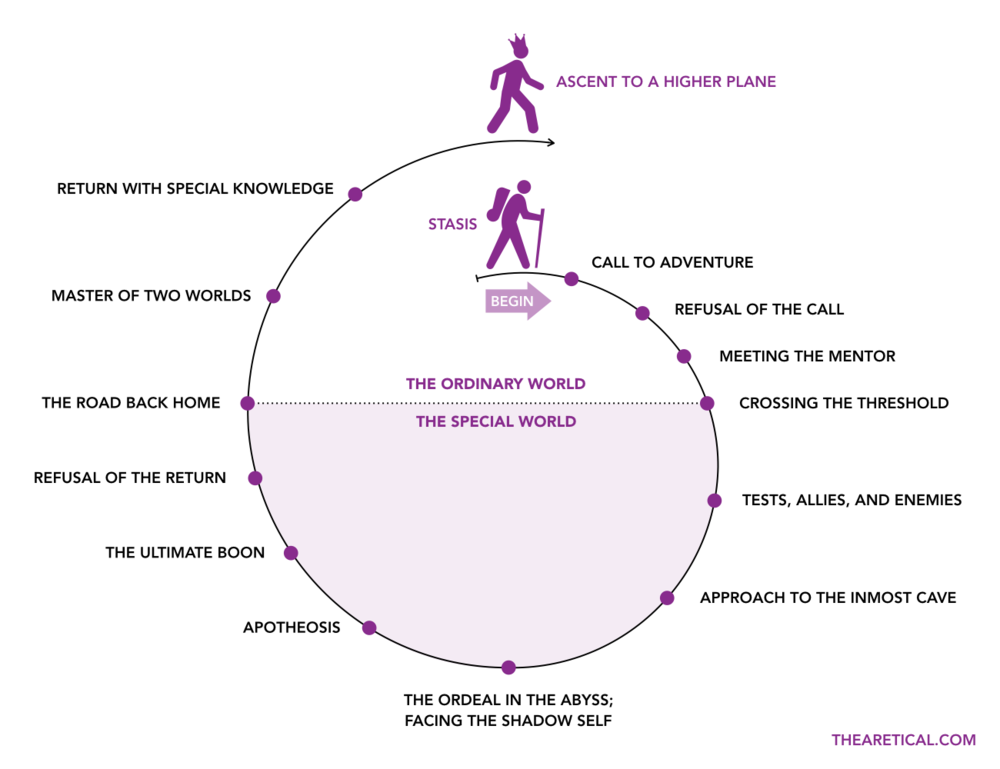 ASCENT TO A HIGHER PLANE
RETURN WITH SPECIAL KNOWLEDGE
STASIS
CALL TO ADVENTURE
BEGIN
MASTER OF TWO WORLDS
REFUSAL OF THE CALL
MEETING THE MENTOR
THE ORDINARY WORLD
THE ROAD BACK HOME
CROSSING THE THRESHOLD
THE SPECIAL WORLD
REFUSAL OF THE RETURN
TESTS, ALLIES, AND ENEMIES
THE ULTIMATE BOON
APPROACH TO THE INMOST CAVE
APOTHEOSIS
THE ORDEAL IN THE ABYSS;
FACING THE SHADOW SELF
THEARETICAL.COM